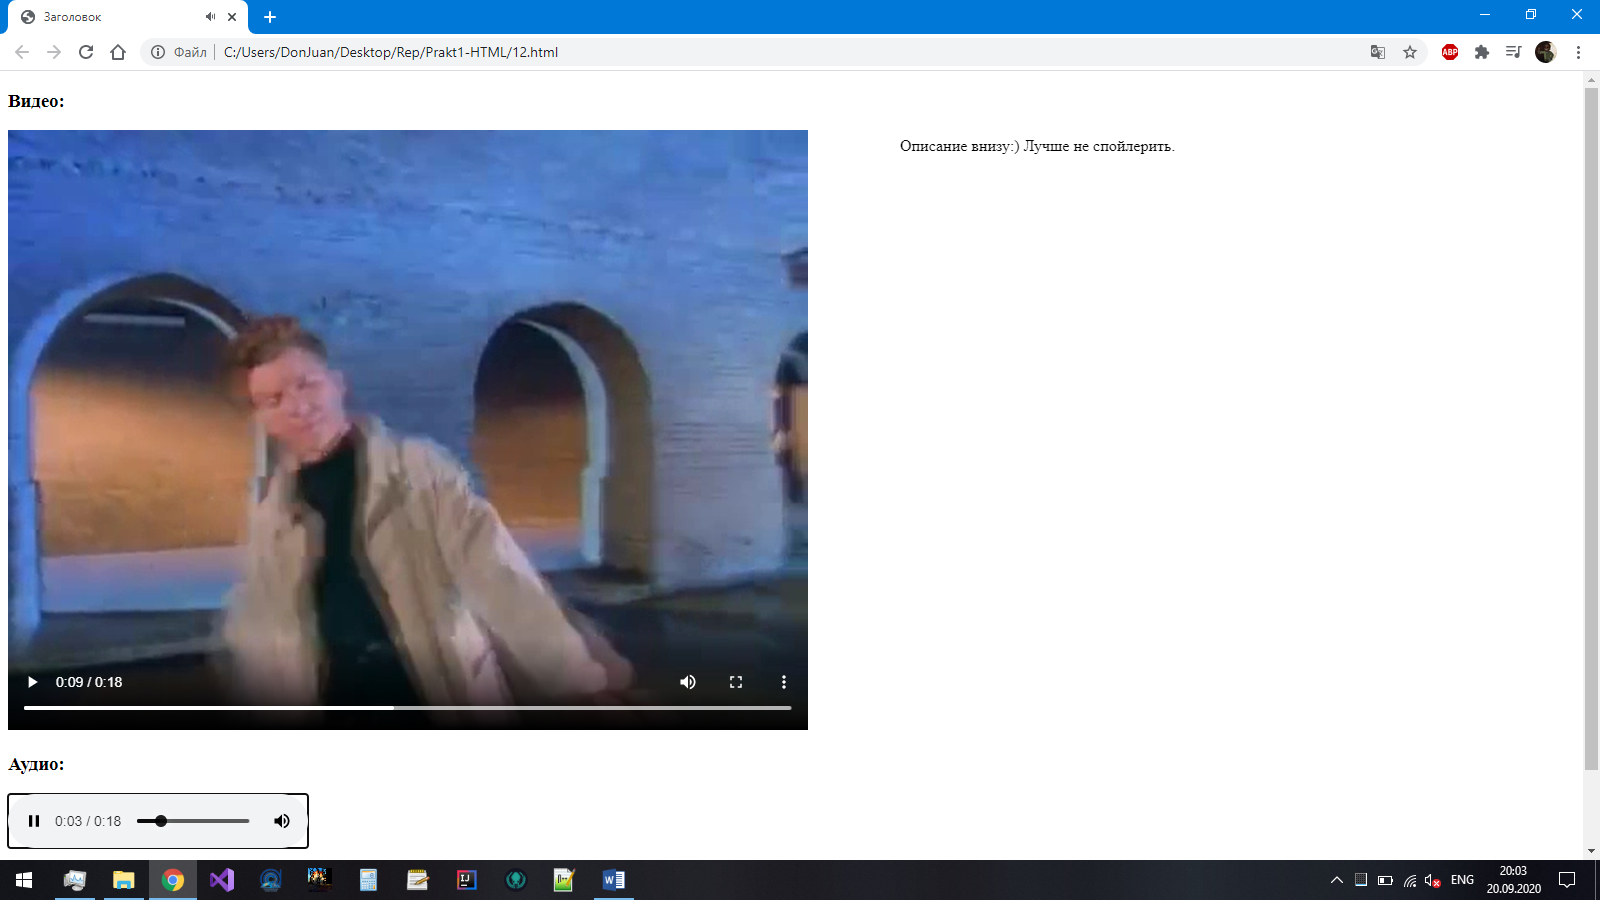 Заголовок
Файл C:/Users/DonJuan/Desktop/Rep/Prakt1-HTML/12.html
ABP
Видео:
Описание внизу:) Лучше не спойлерить.
0:09 / 0:18
Аудио:
0:03 / 0:18
ENG
20:03
20.09.2020